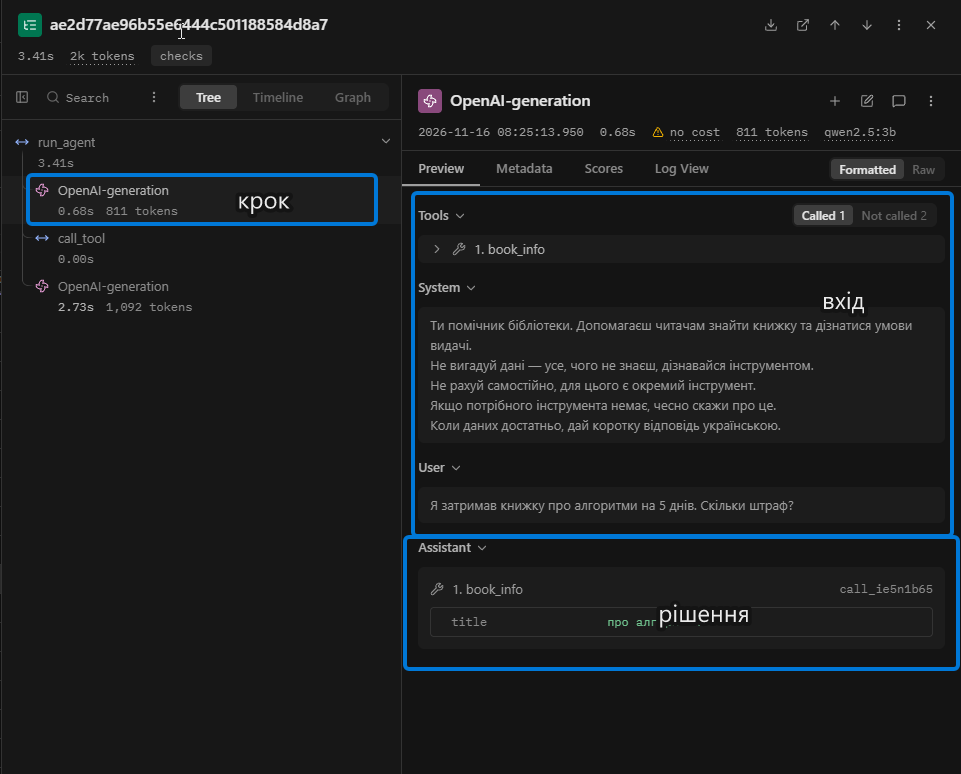 ae2d77ae96b55e6444c501188584d8a7
3.41s 2k tokens checks
Search
Tree Timeline Graph
run_agent
3.41s
OpenAI-generation
0.68s 811 tokens
крок
call_tool
0.00s
OpenAI-generation
2.73s 1,092 tokens
OpenAI-generation
2026-11-16 08:25:13.950 0.68s no cost 811 tokens qwen2.5:3b
Preview Metadata Scores Log View Formatted Raw
Tools Called 1 Not called 2
1. book_info
System
вхід
Ти помічник бібліотеки. Допомагаєш читачам знайти книжку та дізнатися умови
видачі.
Не вигадуй дані — усе, чого не знаєш, дізнавайся інструментом.
Не рахуй самостійно, для цього є окремий інструмент.
Якщо потрібного інструмента немає, чесно скажи про це.
Коли даних достатньо, дай коротку відповідь українською.
User
Я затримав книжку про алгоритми на 5 днів. Скільки штраф?
Assistant
1. book_info call_ie5n1b65
title про алг
рішення